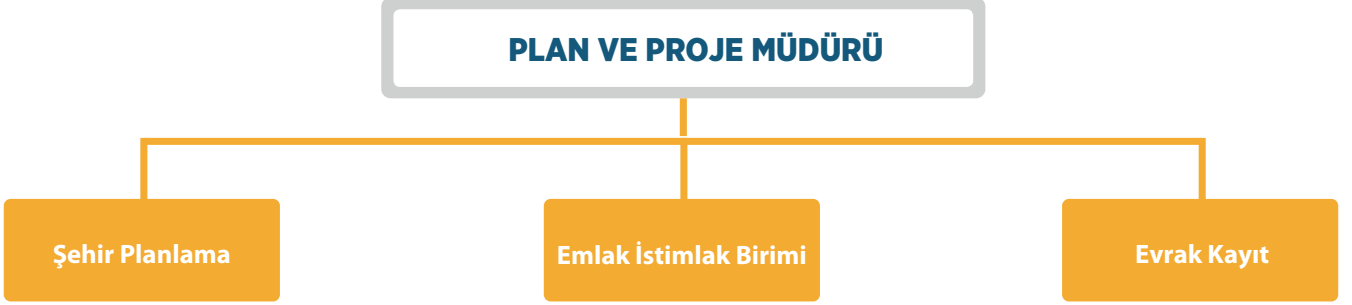 PLAN VE PROJE MÜDÜRÜ
Şehir Planlama
Emlak İstimlak Birimi
Evrak Kayıt